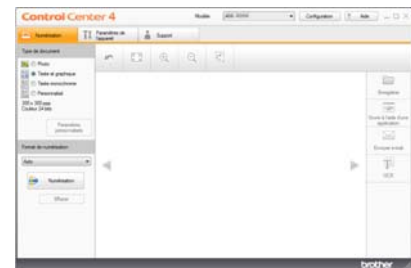 Control Center 4
Modèle
Configuration
? Aide
Numérisation
Paramètres de l'appareil
Support
Type de document
Photo
Texte et graphique
Texte monochrome
Personnalisé
300 x 300 ppp
Couleur 24 bits
Paramètres personnalisés
Format de numérisation
Auto
Numérisation
Effacer
Enregistrer
Ouvrir à l'aide d'une application
Envoyer e-mail
OCR
brother